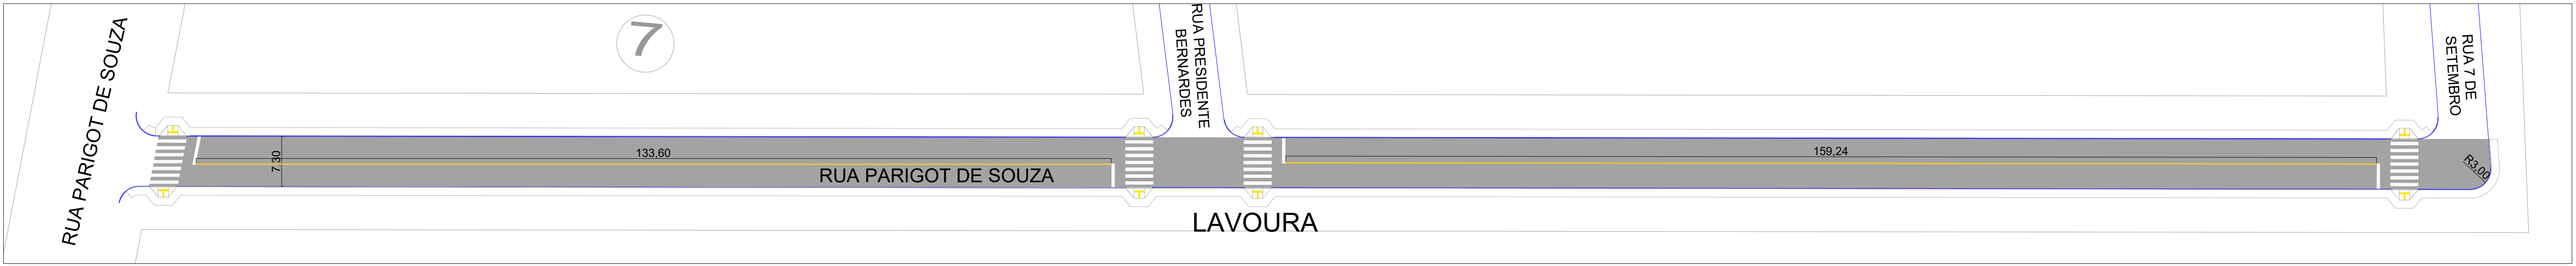 RUA PARIGOT DE SOUZA
7
RUA PRESIDENTE
BERNARDES
RUA 7 DE
SETEMBRO
7,30
133,60
RUA PARIGOT DE SOUZA
159,24
R3,00
LAVOURA